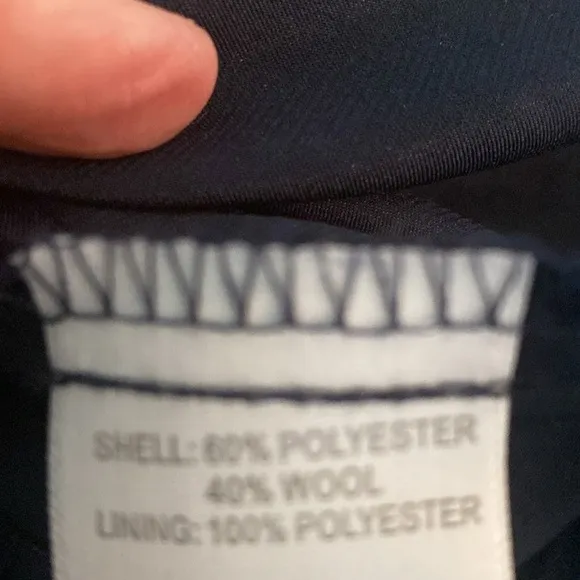 SHELL: 60% POLYESTER
40% WOOL
LINING: 100% POLYESTER